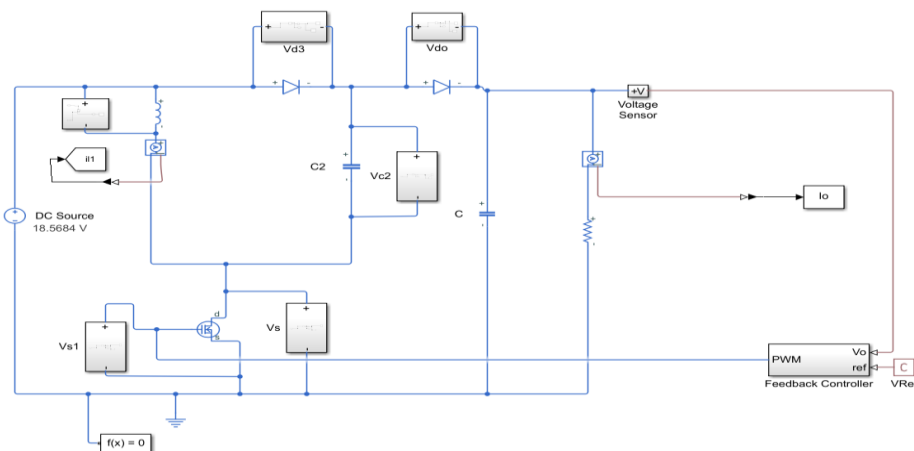 + -
Vd3
+ -
Vdo
+ -
+ -
+V
Voltage
Sensor
+
-
+
-
il1
C2
+
-
+
-
Vc2
C
+
-
Io
+
-
DC Source
18.5684 V
+
-
Vs1
+
-
d
s
Vs
+
-
PWM
Vo
ref
Feedback Controller
C
VRe
f(x) = 0